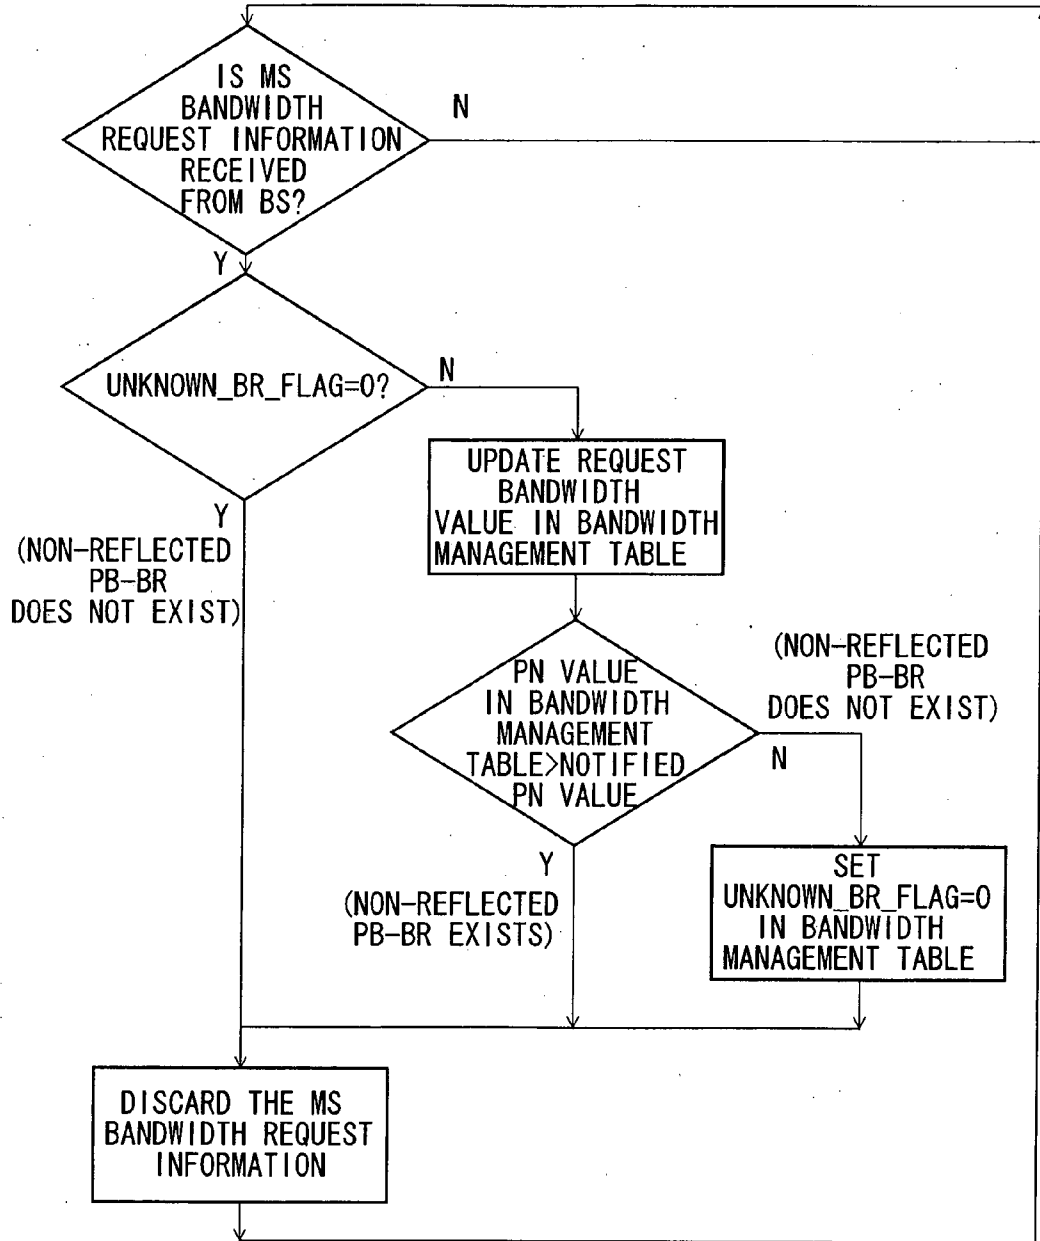 IS MS
BANDWIDTH
REQUEST INFORMATION
RECEIVED
FROM BS?
N
Y
UNKNOWN_BR_FLAG=0?
N
Y
(NON-REFLECTED
PB-BR
DOES NOT EXIST)
UPDATE REQUEST
BANDWIDTH
VALUE IN BANDWIDTH
MANAGEMENT TABLE
PN VALUE
IN BANDWIDTH
MANAGEMENT
TABLE>NOTIFIED
PN VALUE
(NON-REFLECTED
PB-BR
DOES NOT EXIST)
N
Y
(NON-REFLECTED
PB-BR EXISTS)
SET
UNKNOWN_BR_FLAG=0
IN BANDWIDTH
MANAGEMENT TABLE
DISCARD THE MS
BANDWIDTH REQUEST
INFORMATION